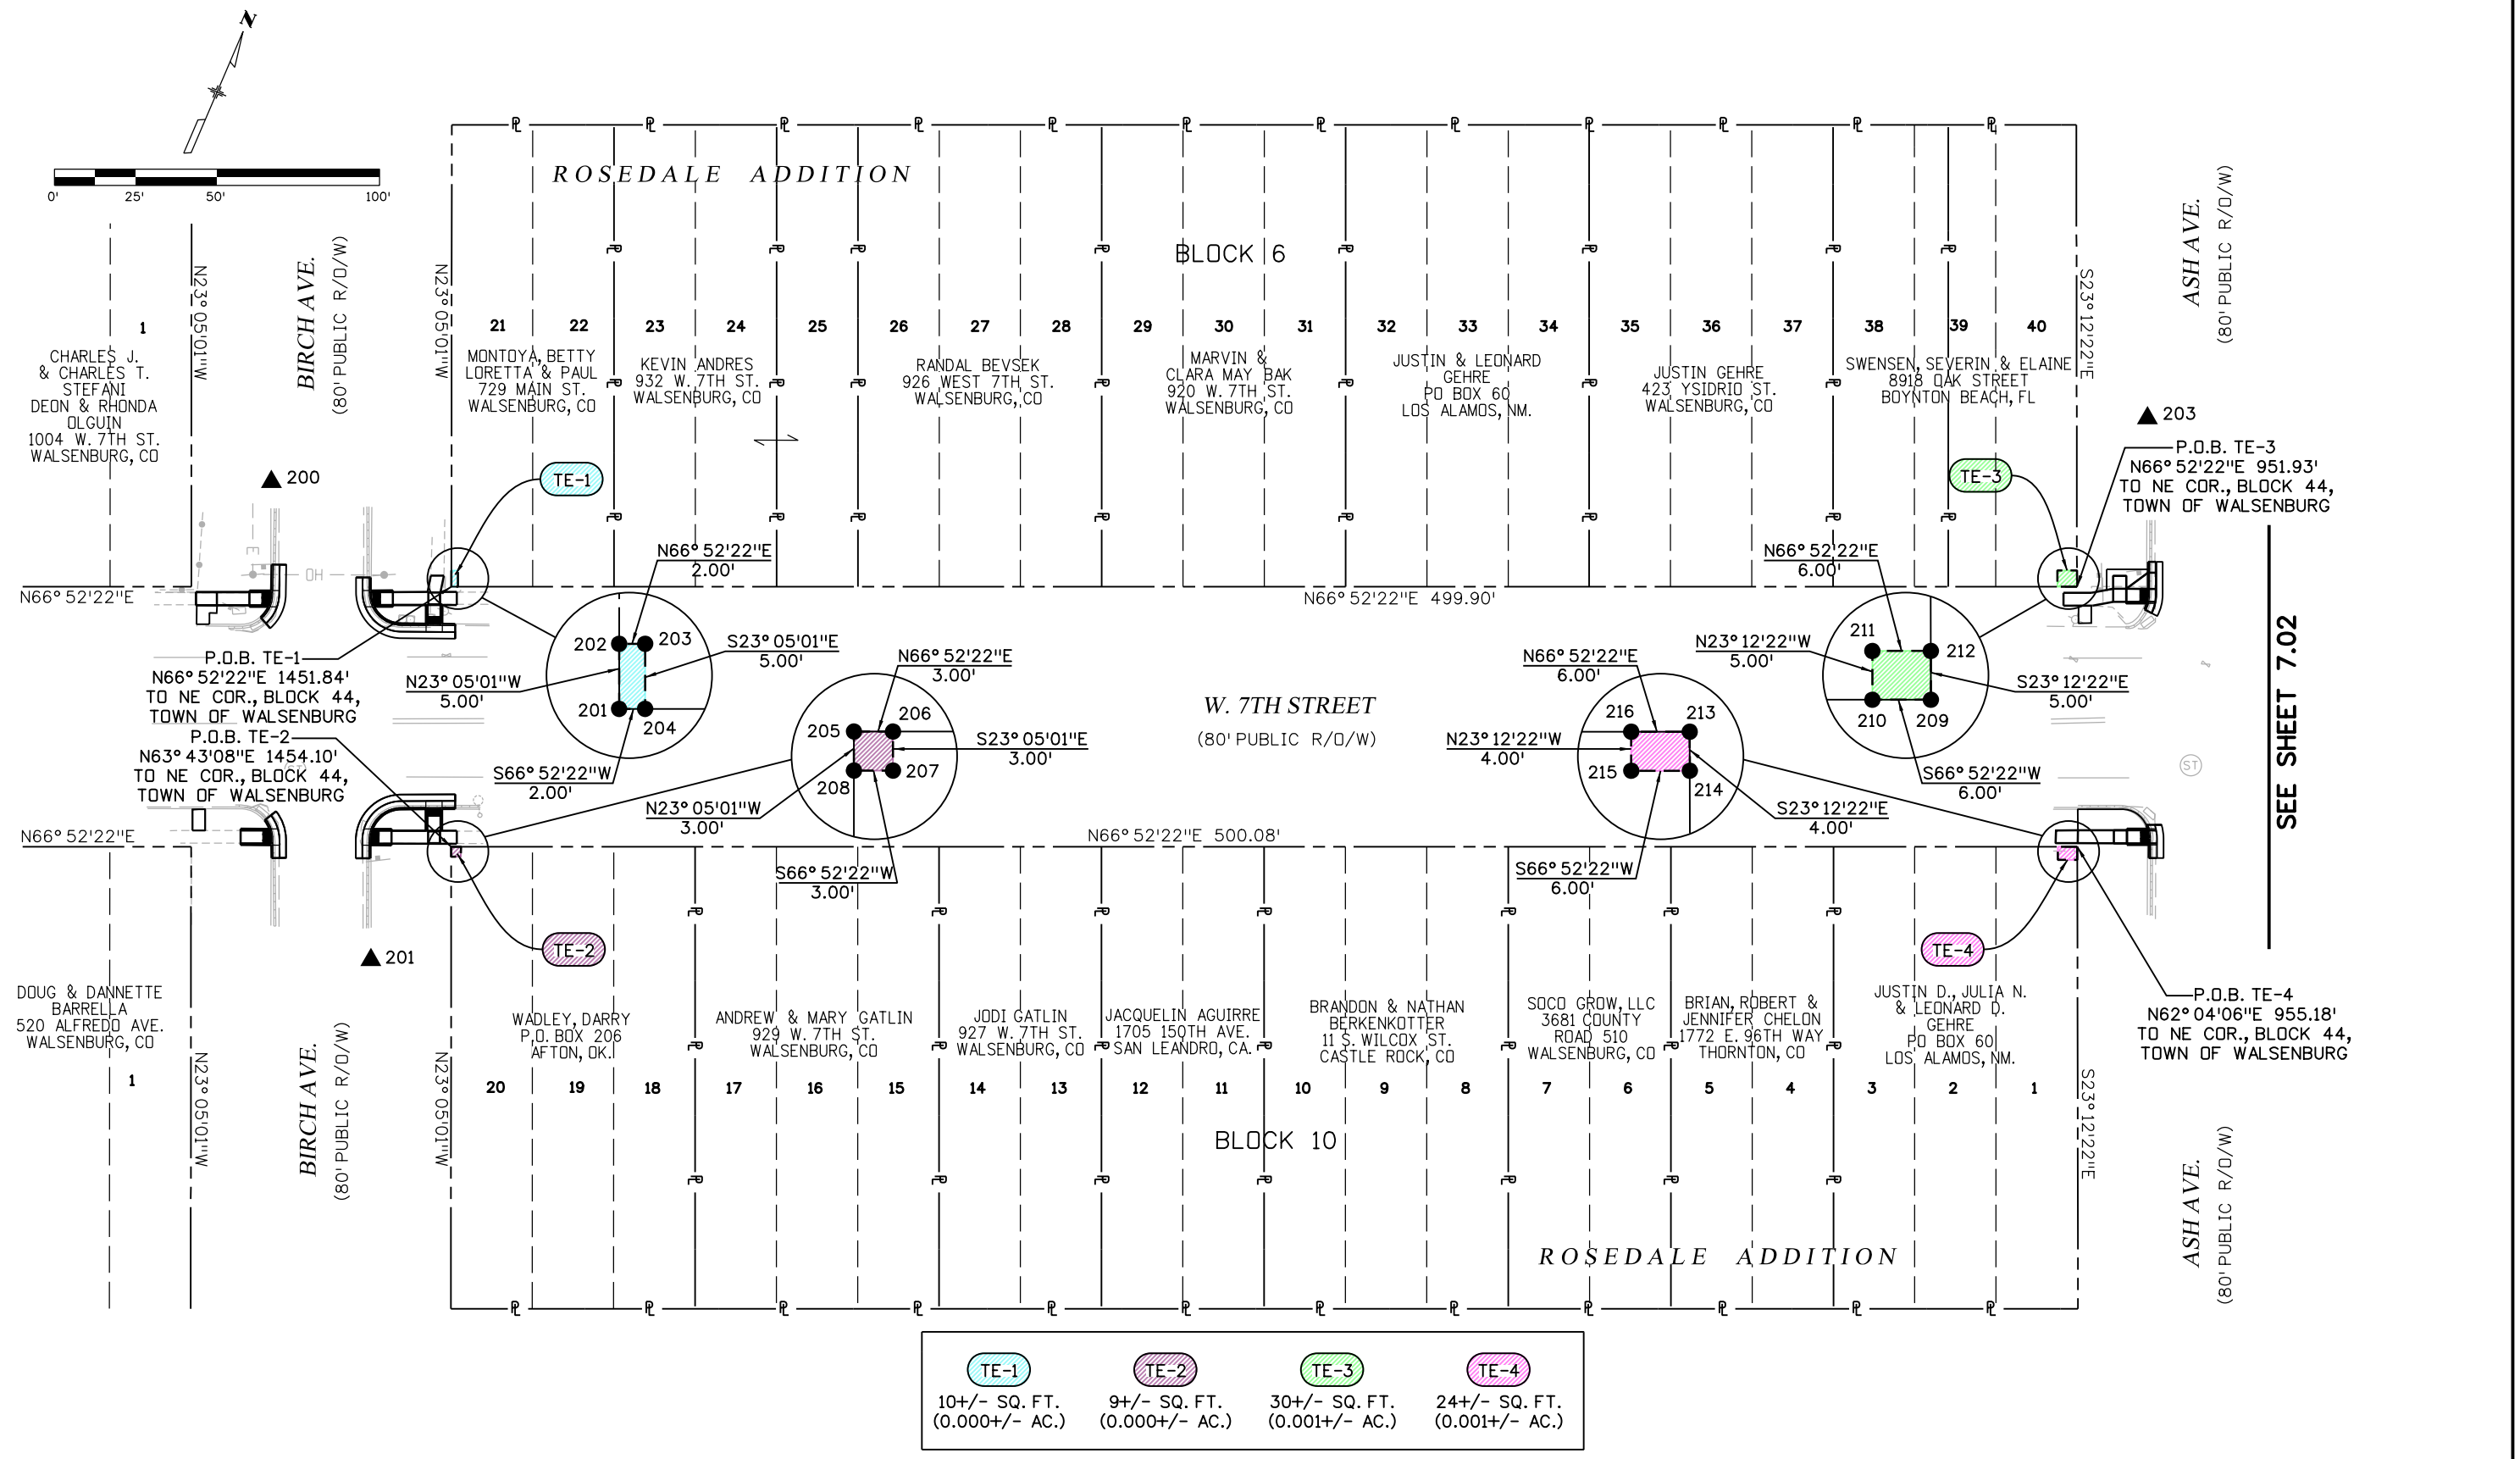 N
0'
25'
50'
100'
ROSEDALE ADDITION
BLOCK 6
BIRCH AVE.
(80' PUBLIC R/O/W)
ASH AVE.
(80' PUBLIC R/O/W)
N23°05'01"W
N23°05'01"W
S23°12'22"E
1
CHARLES J.
& CHARLES T.
STEFANI
DEON & RHONDA
OLGUIN
1004 W. 7TH ST.
WALSENBURG, CO
21 22 23 24 25 26 27 28 29 30 31 32 33 34 35 36 37 38 39 40
MONTOYA, BETTY
LORETTA & PAUL
729 MAIN ST.
WALSENBURG, CO
KEVIN ANDRES
932 W. 7TH ST.
WALSENBURG, CO
RANDAL BEVSEK
926 WEST 7TH ST.
WALSENBURG, CO
MARVIN &
CLARA MAY BAK
920 W. 7TH ST.
WALSENBURG, CO
JUSTIN & LEONARD
GEHRE
PO BOX 60
LOS ALAMOS, NM.
JUSTIN GEHRE
423 YSIDRIO ST.
WALSENBURG, CO
SWENSEN, SEVERIN & ELAINE
8918 OAK STREET
BOYNTON BEACH, FL
200
TE-1
TE-3
203
P.O.B. TE-3
N66°52'22"E 951.93'
TO NE COR., BLOCK 44,
TOWN OF WALSENBURG
OH
E
N66°52'22"E
N66°52'22"E 499.90'
N66°52'22"E
2.00'
202
203
S23°05'01"E
5.00'
N23°05'01"W
5.00'
201
204
S66°52'22"W
2.00'
P.O.B. TE-1
N66°52'22"E 1451.84'
TO NE COR., BLOCK 44,
TOWN OF WALSENBURG
P.O.B. TE-2
N63°43'08"E 1454.10'
TO NE COR., BLOCK 44,
TOWN OF WALSENBURG
N66°52'22"E
3.00'
205
206
S23°05'01"E
3.00'
207
208
N23°05'01"W
3.00'
S66°52'22"W
3.00'
W. 7TH STREET
(80' PUBLIC R/O/W)
N66°52'22"E
6.00'
216
213
N23°12'22"W
4.00'
215
214
S23°12'22"E
4.00'
S66°52'22"W
6.00'
N66°52'22"E
6.00'
211
212
N23°12'22"W
5.00'
S23°12'22"E
5.00'
210
209
S66°52'22"W
6.00'
ST
ST
SEE SHEET 7.02
N66°52'22"E
N66°52'22"E 500.08'
TE-2
TE-4
201
P.O.B. TE-4
N62°04'06"E 955.18'
TO NE COR., BLOCK 44,
TOWN OF WALSENBURG
DOUG & DANNETTE
BARRELLA
520 ALFREDO AVE.
WALSENBURG, CO
1
WADLEY, DARRY
P.O. BOX 206
AFTON, OK.
ANDREW & MARY GATLIN
929 W. 7TH ST.
WALSENBURG, CO
JODI GATLIN
927 W. 7TH ST.
WALSENBURG, CO
JACQUELIN AGUIRRE
1705 150TH AVE.
SAN LEANDRO, CA.
BRANDON & NATHAN
BERKENKOTTER
11 S. WILCOX ST.
CASTLE ROCK, CO
SOCO GROW, LLC
3681 COUNTY
ROAD 510
WALSENBURG, CO
BRIAN, ROBERT &
JENNIFER CHELON
1772 E. 96TH WAY
THORNTON, CO
JUSTIN D., JULIA N.
& LEONARD D.
GEHRE
PO BOX 60
LOS ALAMOS, NM.
20 19 18 17 16 15 14 13 12 11 10 9 8 7 6 5 4 3 2 1
N23°05'01"W
BIRCH AVE.
(80' PUBLIC R/O/W)
N23°05'01"W
S23°12'22"E
ASH AVE.
(80' PUBLIC R/O/W)
BLOCK 10
ROSEDALE ADDITION
TE-1
10+/- SQ. FT.
(0.000+/- AC.)
TE-2
9+/- SQ. FT.
(0.000+/- AC.)
TE-3
30+/- SQ. FT.
(0.001+/- AC.)
TE-4
24+/- SQ. FT.
(0.001+/- AC.)